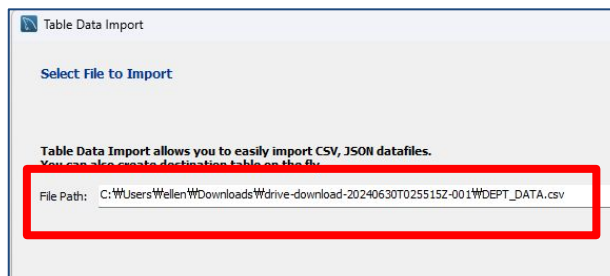 Table Data Import
Select File to Import
Table Data Import allows you to easily import CSV, JSON datafiles.
You can also create destination table on the fly
File Path: C:₩Users₩ellen₩Downloads₩drive-download-20240630T025515Z-001₩DEPT_DATA.csv